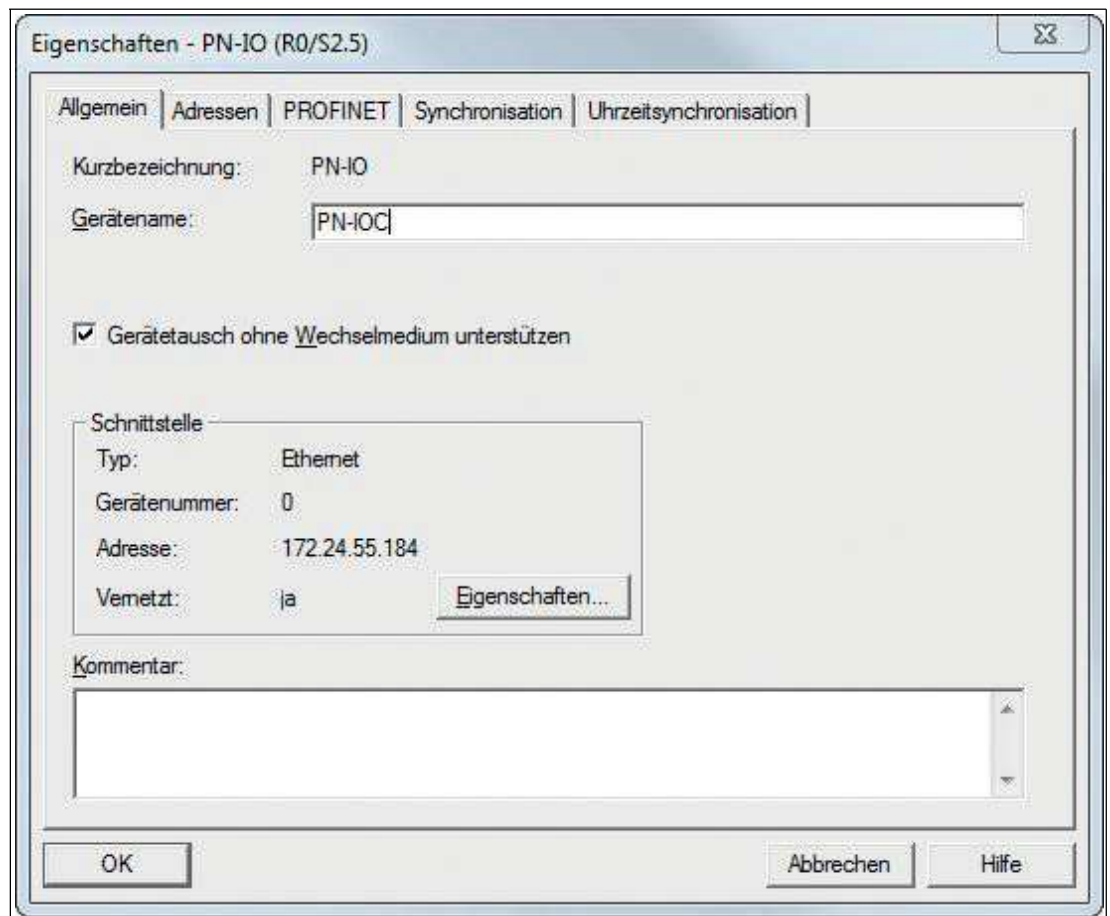 Eigenschaften - PN-IO (R0/S2.5)
Allgemein Adressen PROFINET Synchronisation Uhrzeitsynchronisation
Kurzbezeichnung: PN-IO
Gerätename: PN-IOC
Gerätetausch ohne Wechselmedium unterstützen
Schnittstelle
Typ: Ethernet
Gerätenummer: 0
Adresse: 172.24.55.184
Vernetzt: ja Eigenschaften...
Kommentar:
OK Abbrechen Hilfe